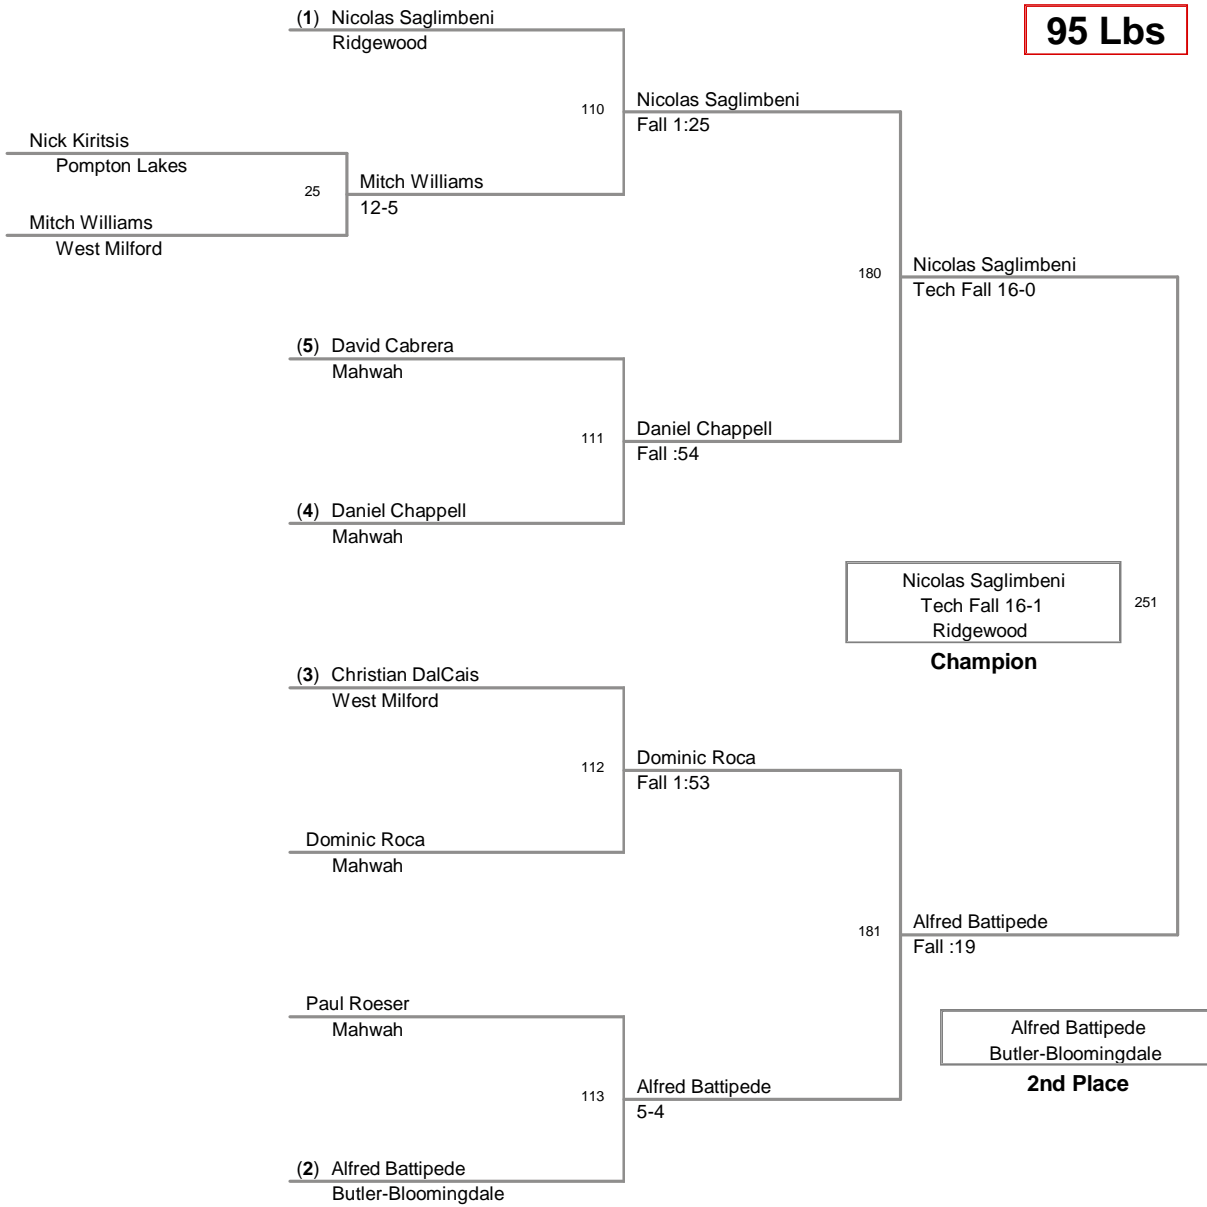 (1) Nicolas Saglimbeni
Ridgewood
95 Lbs
110
Nicolas Saglimbeni
Fall 1:25
Nick Kiritsis
Pompton Lakes
25
Mitch Williams
12-5
Mitch Williams
West Milford
180
Nicolas Saglimbeni
Tech Fall 16-0
(5) David Cabrera
Mahwah
111
Daniel Chappell
Fall :54
(4) Daniel Chappell
Mahwah
Nicolas Saglimbeni
Tech Fall 16-1
Ridgewood
251
Champion
(3) Christian DalCais
West Milford
112
Dominic Roca
Fall 1:53
Dominic Roca
Mahwah
181
Alfred Battipede
Fall :19
Paul Roeser
Mahwah
Alfred Battipede
Butler-Bloomingdale
2nd Place
113
Alfred Battipede
5-4
(2) Alfred Battipede
Butler-Bloomingdale